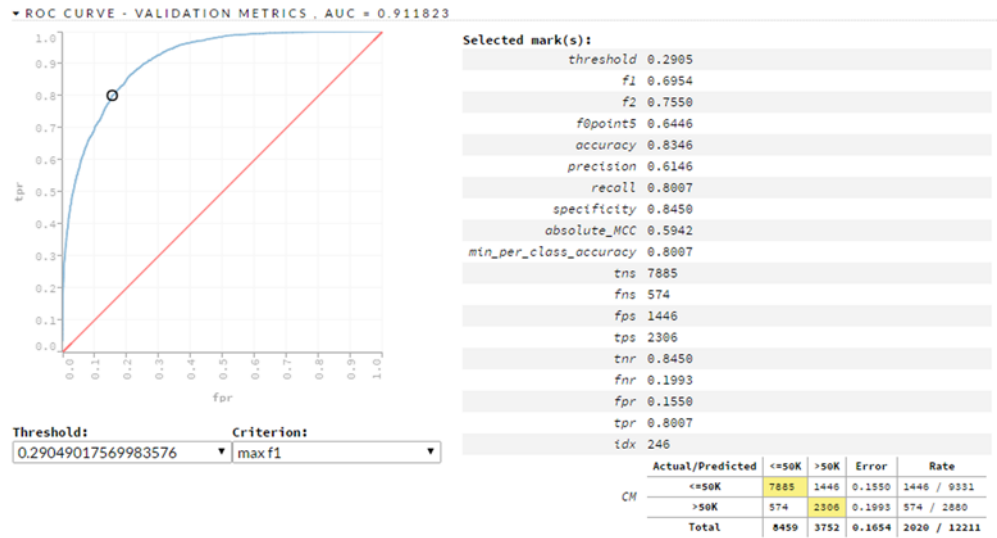 ▾ ROC CURVE - VALIDATION METRICS , AUC = 0.911823
1.0
0.9
0.8
0.7
0.6
0.5
0.4
0.3
0.2
0.1
0.0
tpr
0.0 0.1 0.2 0.3 0.4 0.5 0.6 0.7 0.8 0.9 1.0
fpr
Threshold: Criterion:
0.29049017569983576 ▼ max f1 ▼
Selected mark(s):
threshold 0.2905
f1 0.6954
f2 0.7550
f0point5 0.6446
accuracy 0.8346
precision 0.6146
recall 0.8007
specificity 0.8450
absolute_MCC 0.5942
min_per_class_accuracy 0.8007
tns 7885
fns 574
fps 1446
tps 2306
tnr 0.8450
fnr 0.1993
fpr 0.1550
tpr 0.8007
idx 246
CM
Actual/Predicted <=50K >50K Error Rate
<=50K 7885 1446 0.1550 1446 / 9331
>50K 574 2306 0.1993 574 / 2880
Total 8459 3752 0.1654 2020 / 12211